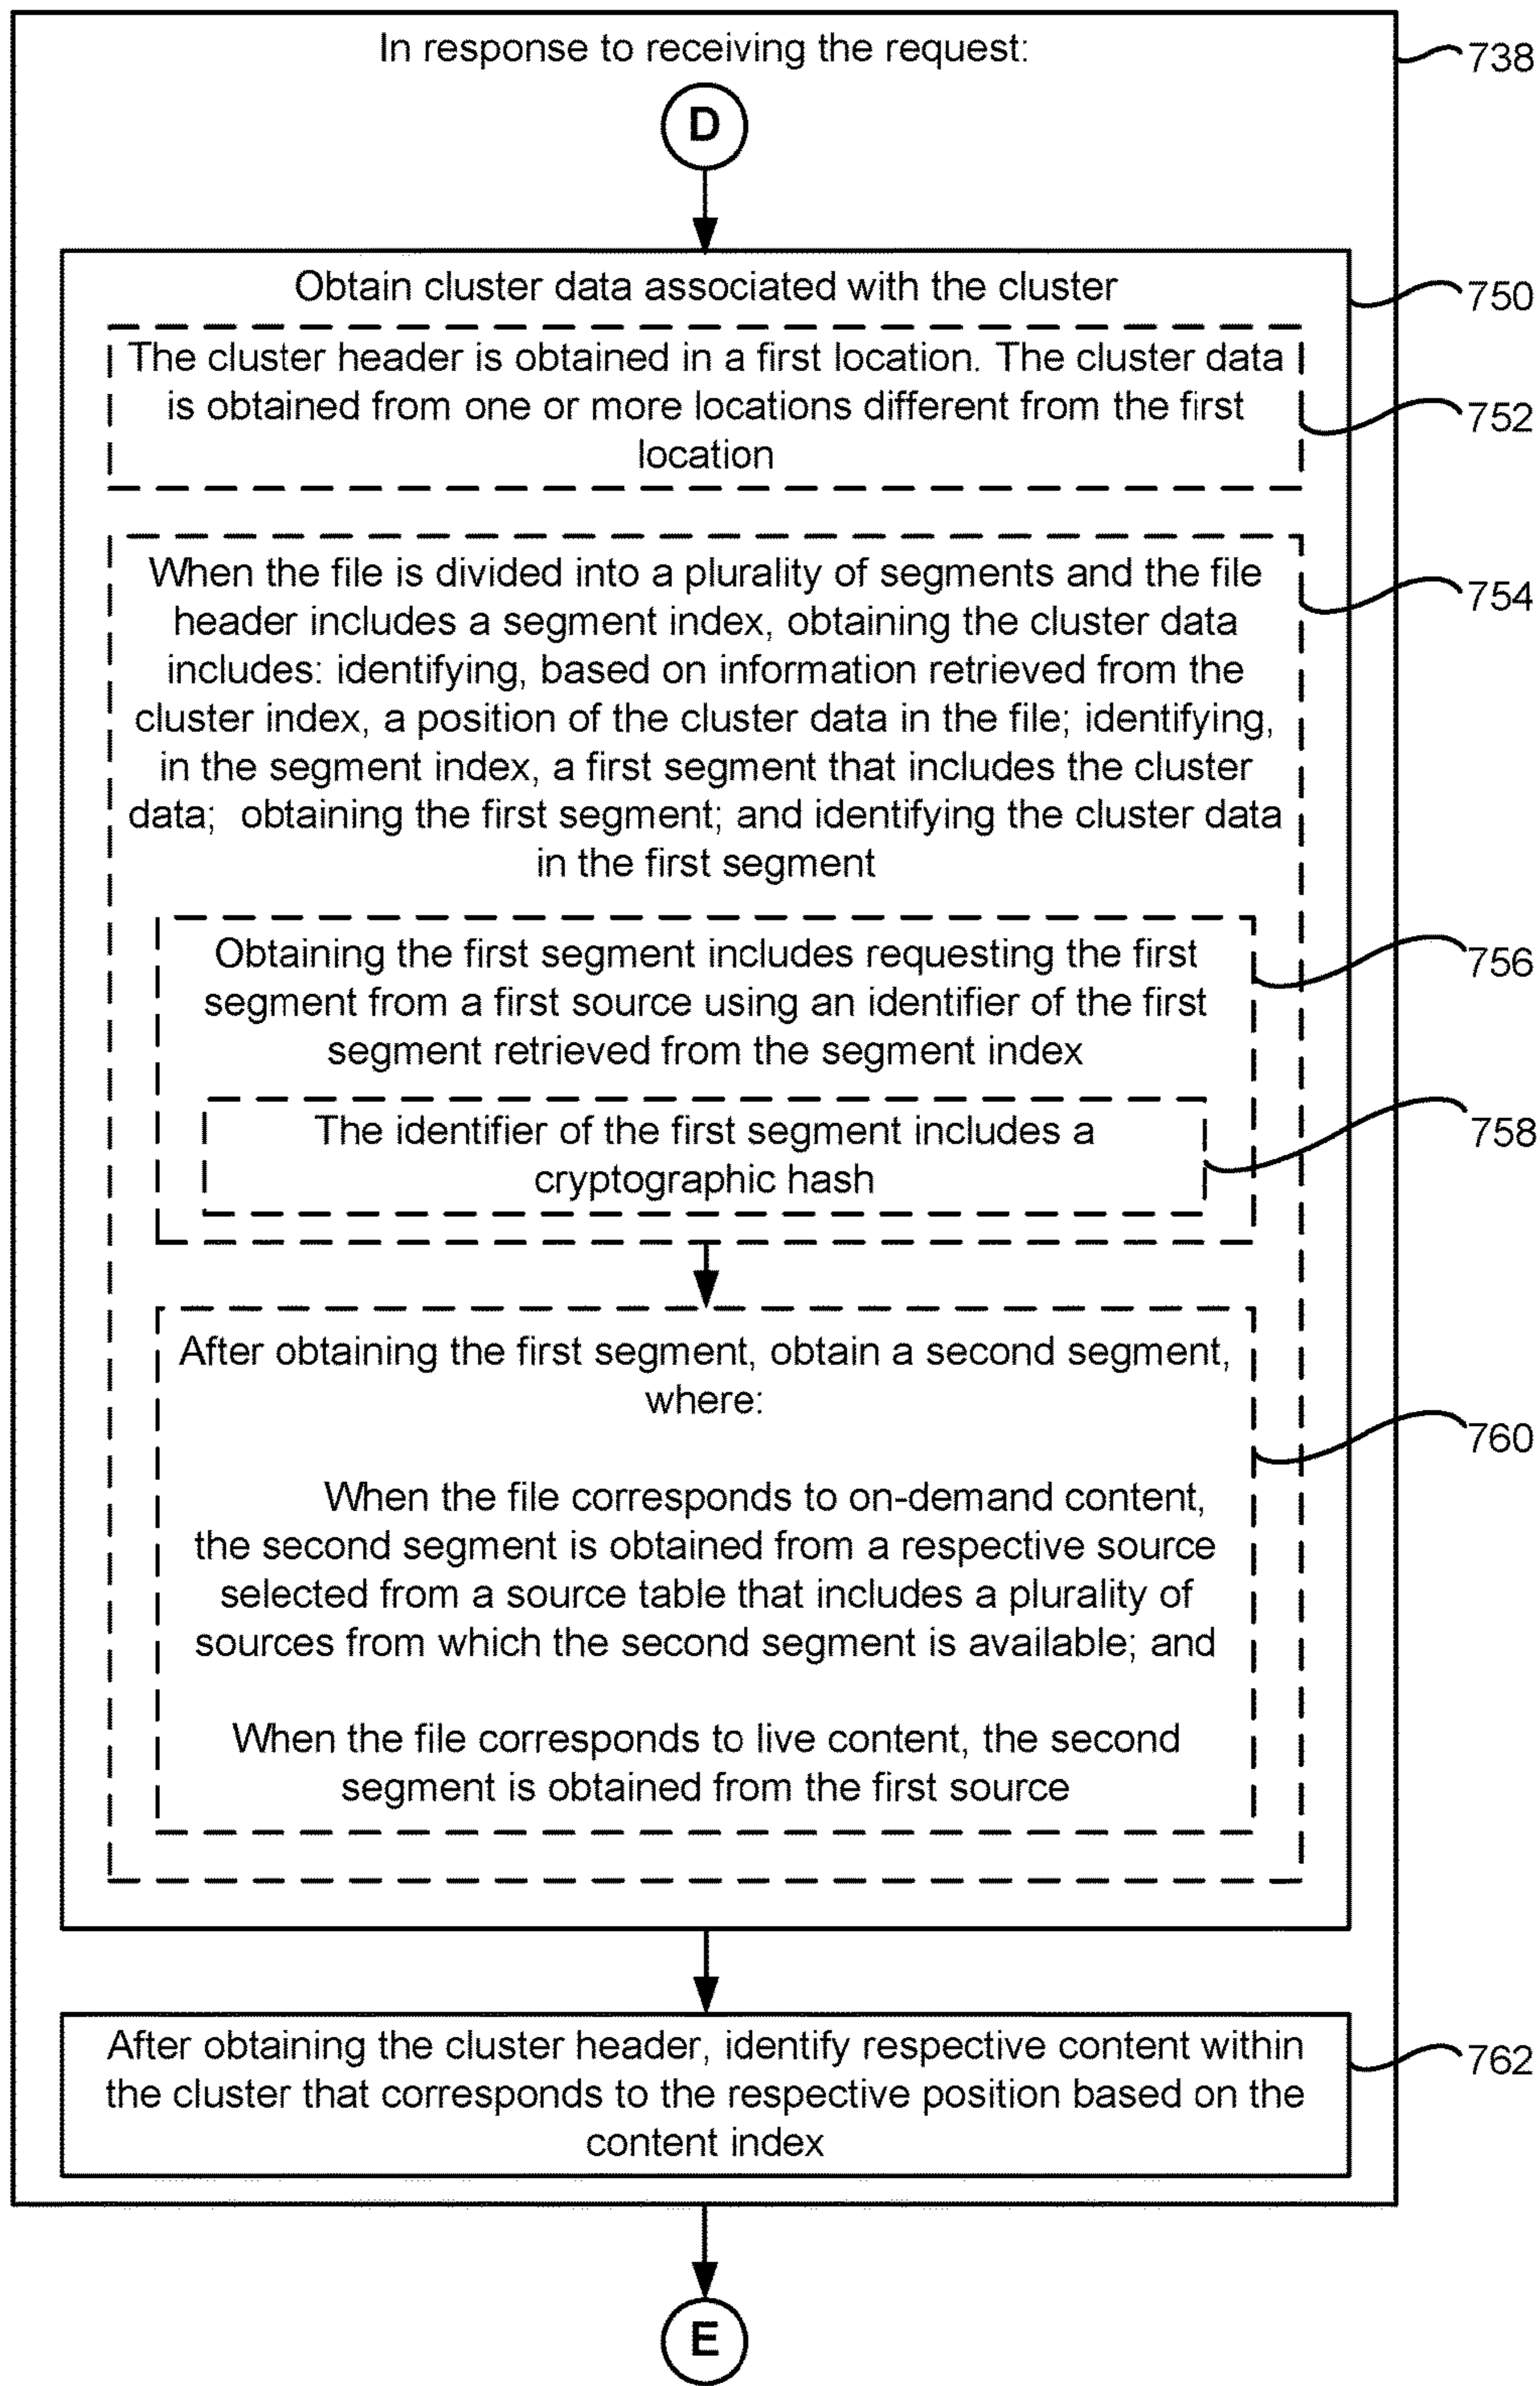 In response to receiving the request:
738
D
Obtain cluster data associated with the cluster
750
The cluster header is obtained in a first location. The cluster data
is obtained from one or more locations different from the first
location
752
When the file is divided into a plurality of segments and the file
header includes a segment index, obtaining the cluster data
includes: identifying, based on information retrieved from the
cluster index, a position of the cluster data in the file; identifying,
in the segment index, a first segment that includes the cluster
data; obtaining the first segment; and identifying the cluster data
in the first segment
754
Obtaining the first segment includes requesting the first
segment from a first source using an identifier of the first
segment retrieved from the segment index
756
The identifier of the first segment includes a
cryptographic hash
758
After obtaining the first segment, obtain a second segment,
where:
When the file corresponds to on-demand content,
the second segment is obtained from a respective source
selected from a source table that includes a plurality of
sources from which the second segment is available; and
When the file corresponds to live content, the second
segment is obtained from the first source
760
After obtaining the cluster header, identify respective content within
the cluster that corresponds to the respective position based on the
content index
762
E